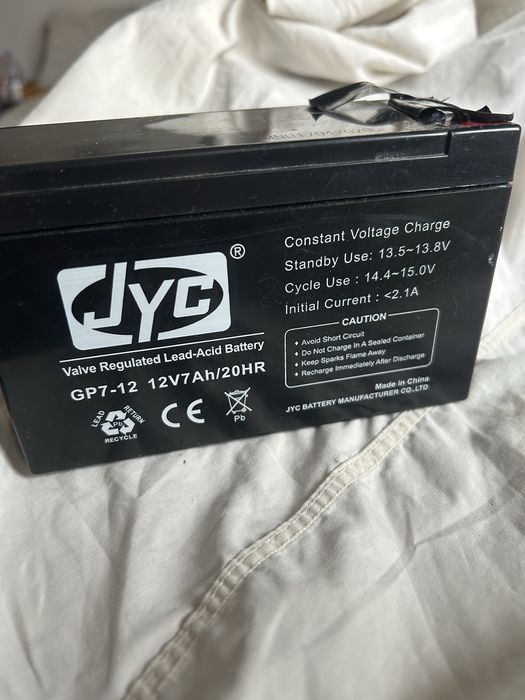 JYC ®
Valve Regulated Lead-Acid Battery
GP7-12 12V7Ah/20HR
LEAD RETURN
Pb
RECYCLE
CE
Pb
Constant Voltage Charge
Standby Use: 13.5~13.8V
Cycle Use : 14.4~15.0V
Initial Current : <2.1A
CAUTION
• Avoid Short Circuit
• Do Not Charge In A Sealed Container
• Keep Sparks Flame Away
• Recharge Immediately After Discharge
Made in China
JYC BATTERY MANUFACTURER CO.,LTD